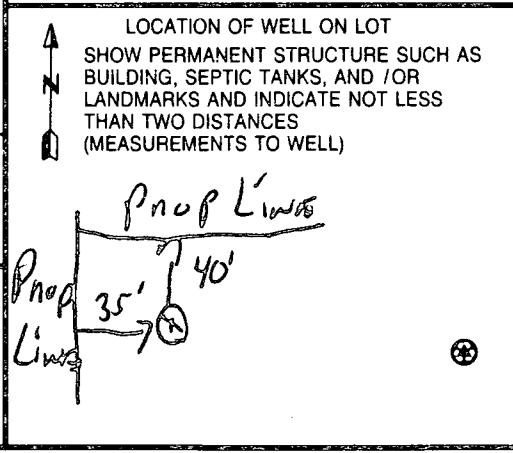 LOCATION OF WELL ON LOT
SHOW PERMANENT STRUCTURE SUCH AS
BUILDING, SEPTIC TANKS, AND /OR
LANDMARKS AND INDICATE NOT LESS
THAN TWO DISTANCES
(MEASUREMENTS TO WELL)
N
Prop Line
40'
Prop
35'
Line